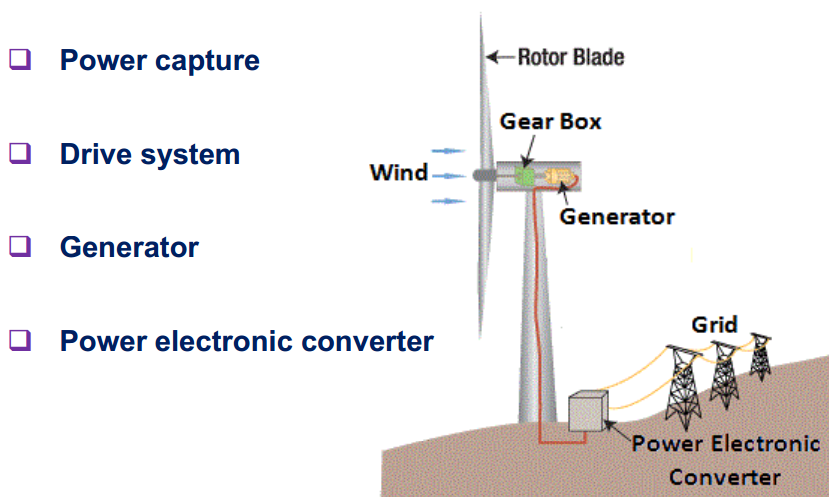 Power capture
Drive system
Generator
Power electronic converter
Rotor Blade
Gear Box
Wind
Generator
Grid
Power Electronic
Converter